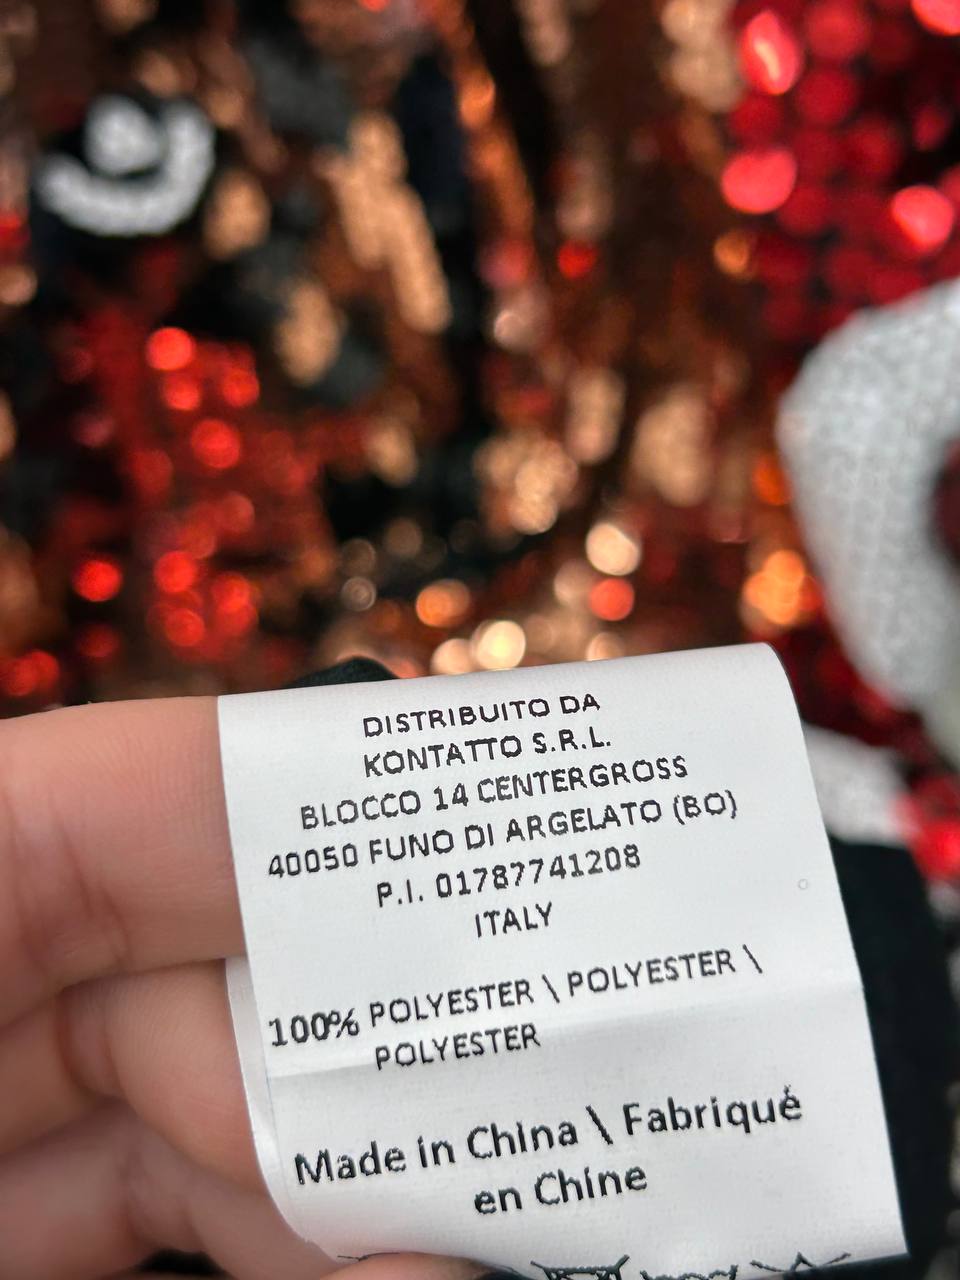 DISTRIBUITO DA
KONTATTO S.R.L.
BLOCCO 14 CENTERGROSS
40050 FUNO DI ARGELATO (BO)
P.I. 01787741208
ITALY
100% POLYESTER \ POLYESTER \
POLYESTER
Made in China \ Fabriqué
en Chine